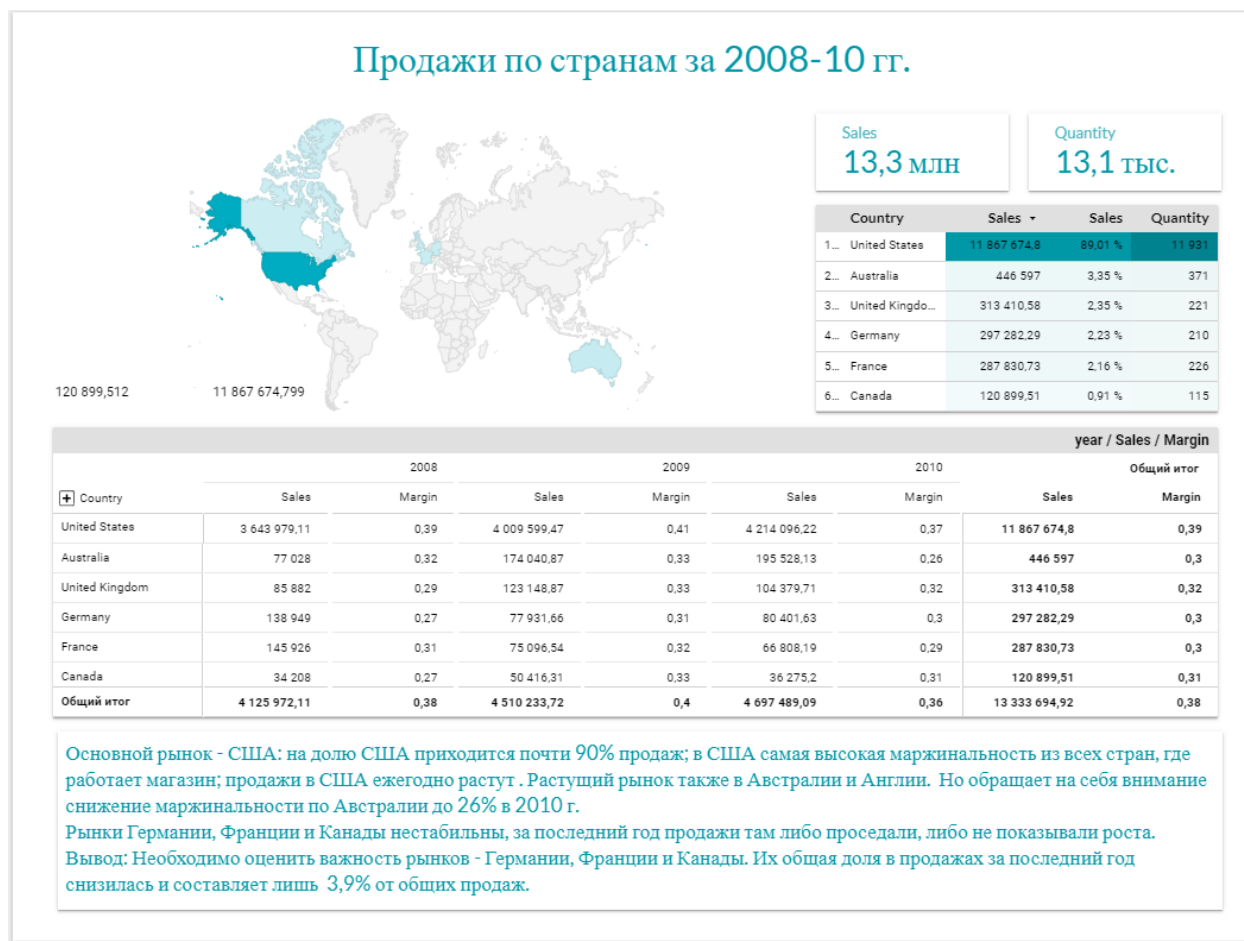 Продажи по странам за 2008-10 гг.
Sales
13,3 млн
Quantity
13,1 тыс.
Country Sales Sales Quantity
1... United States 11 867 674,8 89,01 % 11 931
2... Australia 446 597 3,35 % 371
3... United Kingdo... 313 410,58 2,35 % 221
4... Germany 297 282,29 2,23 % 210
5... France 287 830,73 2,16 % 226
6... Canada 120 899,51 0,91 % 115
120 899,512 11 867 674,799
year / Sales / Margin
2008 2009 2010 Общий итог
Country Sales Margin Sales Margin Sales Margin Sales Margin
United States 3 643 979,11 0,39 4 009 599,47 0,41 4 214 096,22 0,37 11 867 674,8 0,39
Australia 77 028 0,32 174 040,87 0,33 195 528,13 0,26 446 597 0,3
United Kingdom 85 882 0,29 123 148,87 0,33 104 379,71 0,32 313 410,58 0,32
Germany 138 949 0,27 77 931,66 0,31 80 401,63 0,3 297 282,29 0,3
France 145 926 0,31 75 096,54 0,32 66 808,19 0,29 287 830,73 0,3
Canada 34 208 0,27 50 416,31 0,33 36 275,2 0,31 120 899,51 0,31
Общий итог 4 125 972,11 0,38 4 510 233,72 0,4 4 697 489,09 0,36 13 333 694,92 0,38
Основной рынок - США: на долю США приходится почти 90% продаж; в США самая высокая маржинальность из всех стран, где
работает магазин; продажи в США ежегодно растут . Растущий рынок также в Австралии и Англии. Но обращает на себя внимание
снижение маржинальности по Австралии до 26% в 2010 г.
Рынки Германии, Франции и Канады нестабильны, за последний год продажи там либо проседали, либо не показывали роста.
Вывод: Необходимо оценить важность рынков - Германии, Франции и Канады. Их общая доля в продажах за последний год
снизилась и составляет лишь 3,9% от общих продаж.